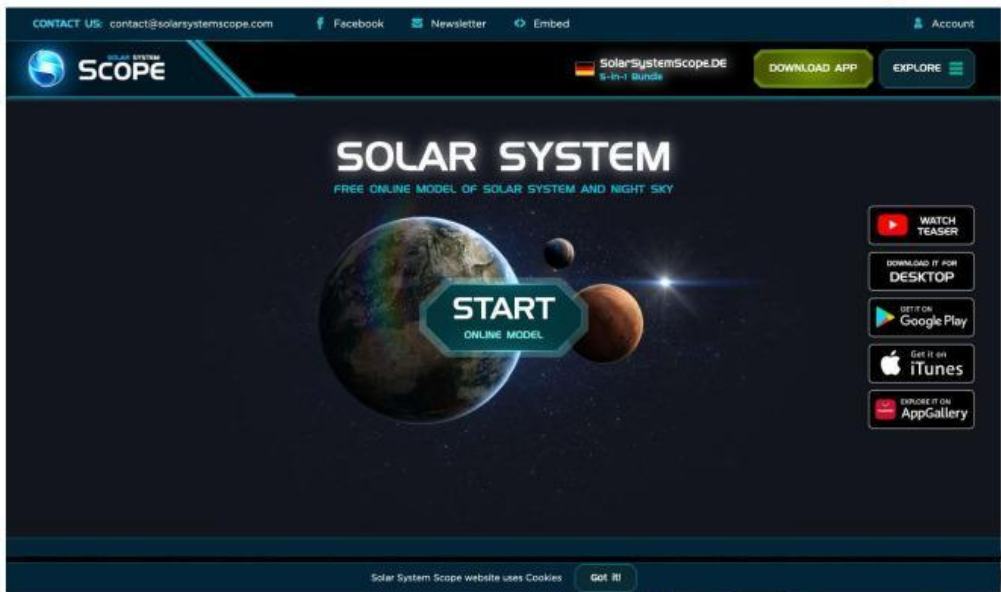 CONTACT US: contact@solarsystemscope.com Facebook Newsletter Embed Account
SOLAR SYSTEM
SCOPE
SolarSystemScope.DE
5-in-1 Bundle
DOWNLOAD APP
EXPLORE
SOLAR SYSTEM
FREE ONLINE MODEL OF SOLAR SYSTEM AND NIGHT SKY
START
ONLINE MODEL
WATCH
TEASER
DOWNLOAD IT FOR
DESKTOP
GET IT ON
Google Play
Get it on
iTunes
EXPLORE IT ON
AppGallery
Solar System Scope website uses Cookies Got it!